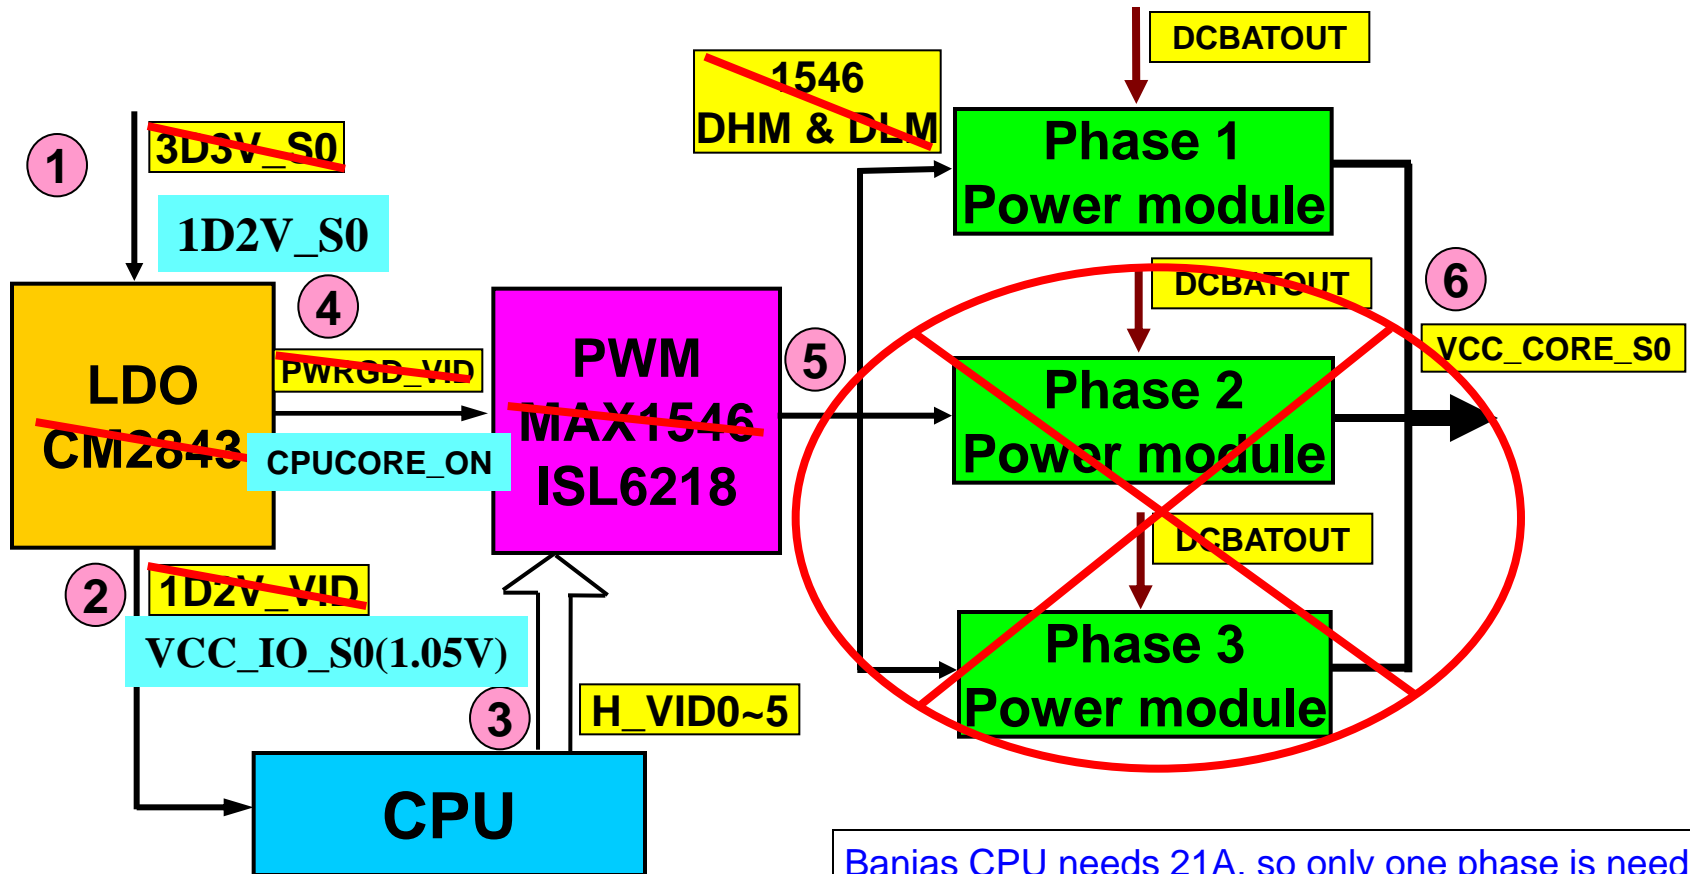 DCBATOUT
1546
DHM & DLM
1
3D3V_S0
Phase 1
Power module
1D2V_S0
4
6
DCBATOUT
LDO
CM2843
PWRGD_VID
CPUCORE_ON
PWM
MAX1546
ISL6218
5
VCC_CORE_S0
Phase 2
Power module
DCBATOUT
2
1D2V_VID
VCC_IO_S0(1.05V)
3
H_VID0~5
Phase 3
Power module
CPU
Banias CPU needs 21A, so only one phase is need